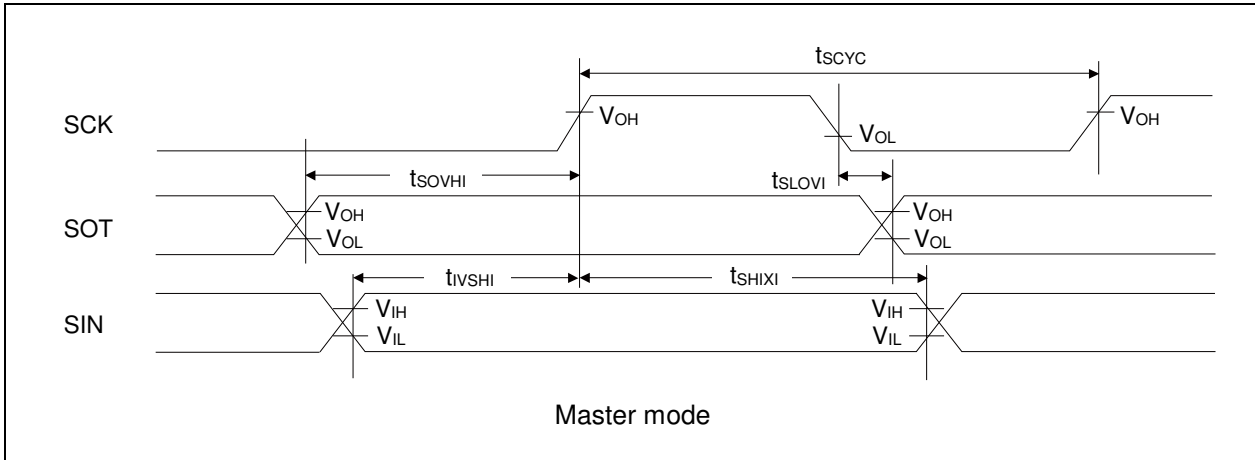 tSCYC
SCK
VOH
VOL
VOH
tSOVHI
tSLOVI
SOT
VOH
VOL
VOH
VOL
tIVSHI
tSHIXI
SIN
VIH
VIL
VIH
VIL
Master mode